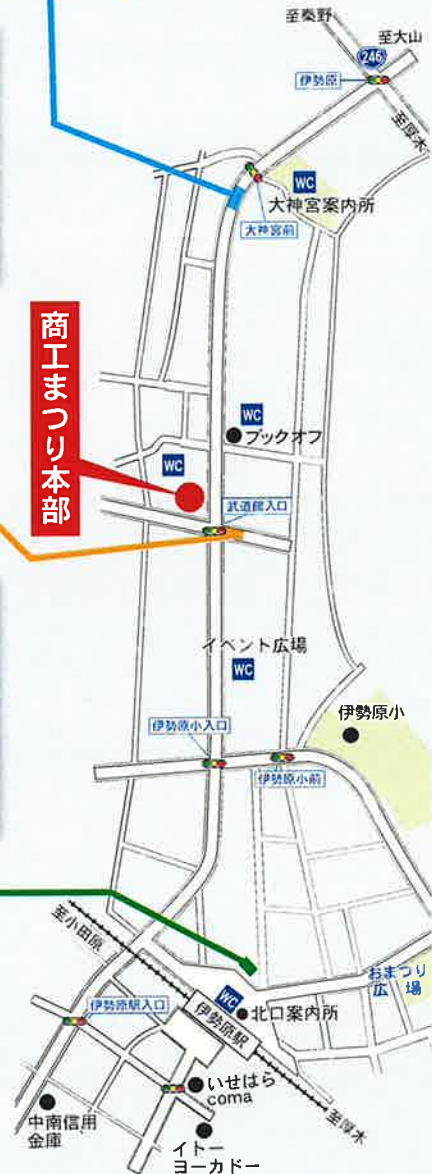 至秦野
至大山
246
伊勢原
至厚木
WC
大神宮案内所
大神宮前
商工まつり本部
WC
ブックオフ
WC
武道館入口
イベント広場
WC
伊勢原小
伊勢原小入口
伊勢原小前
至小田原
おまつり
広場
WC
北口案内所
伊勢原駅入口
伊勢原駅
いせはら
coma
至厚木
中南信用
金庫
イトー
ヨーカドー